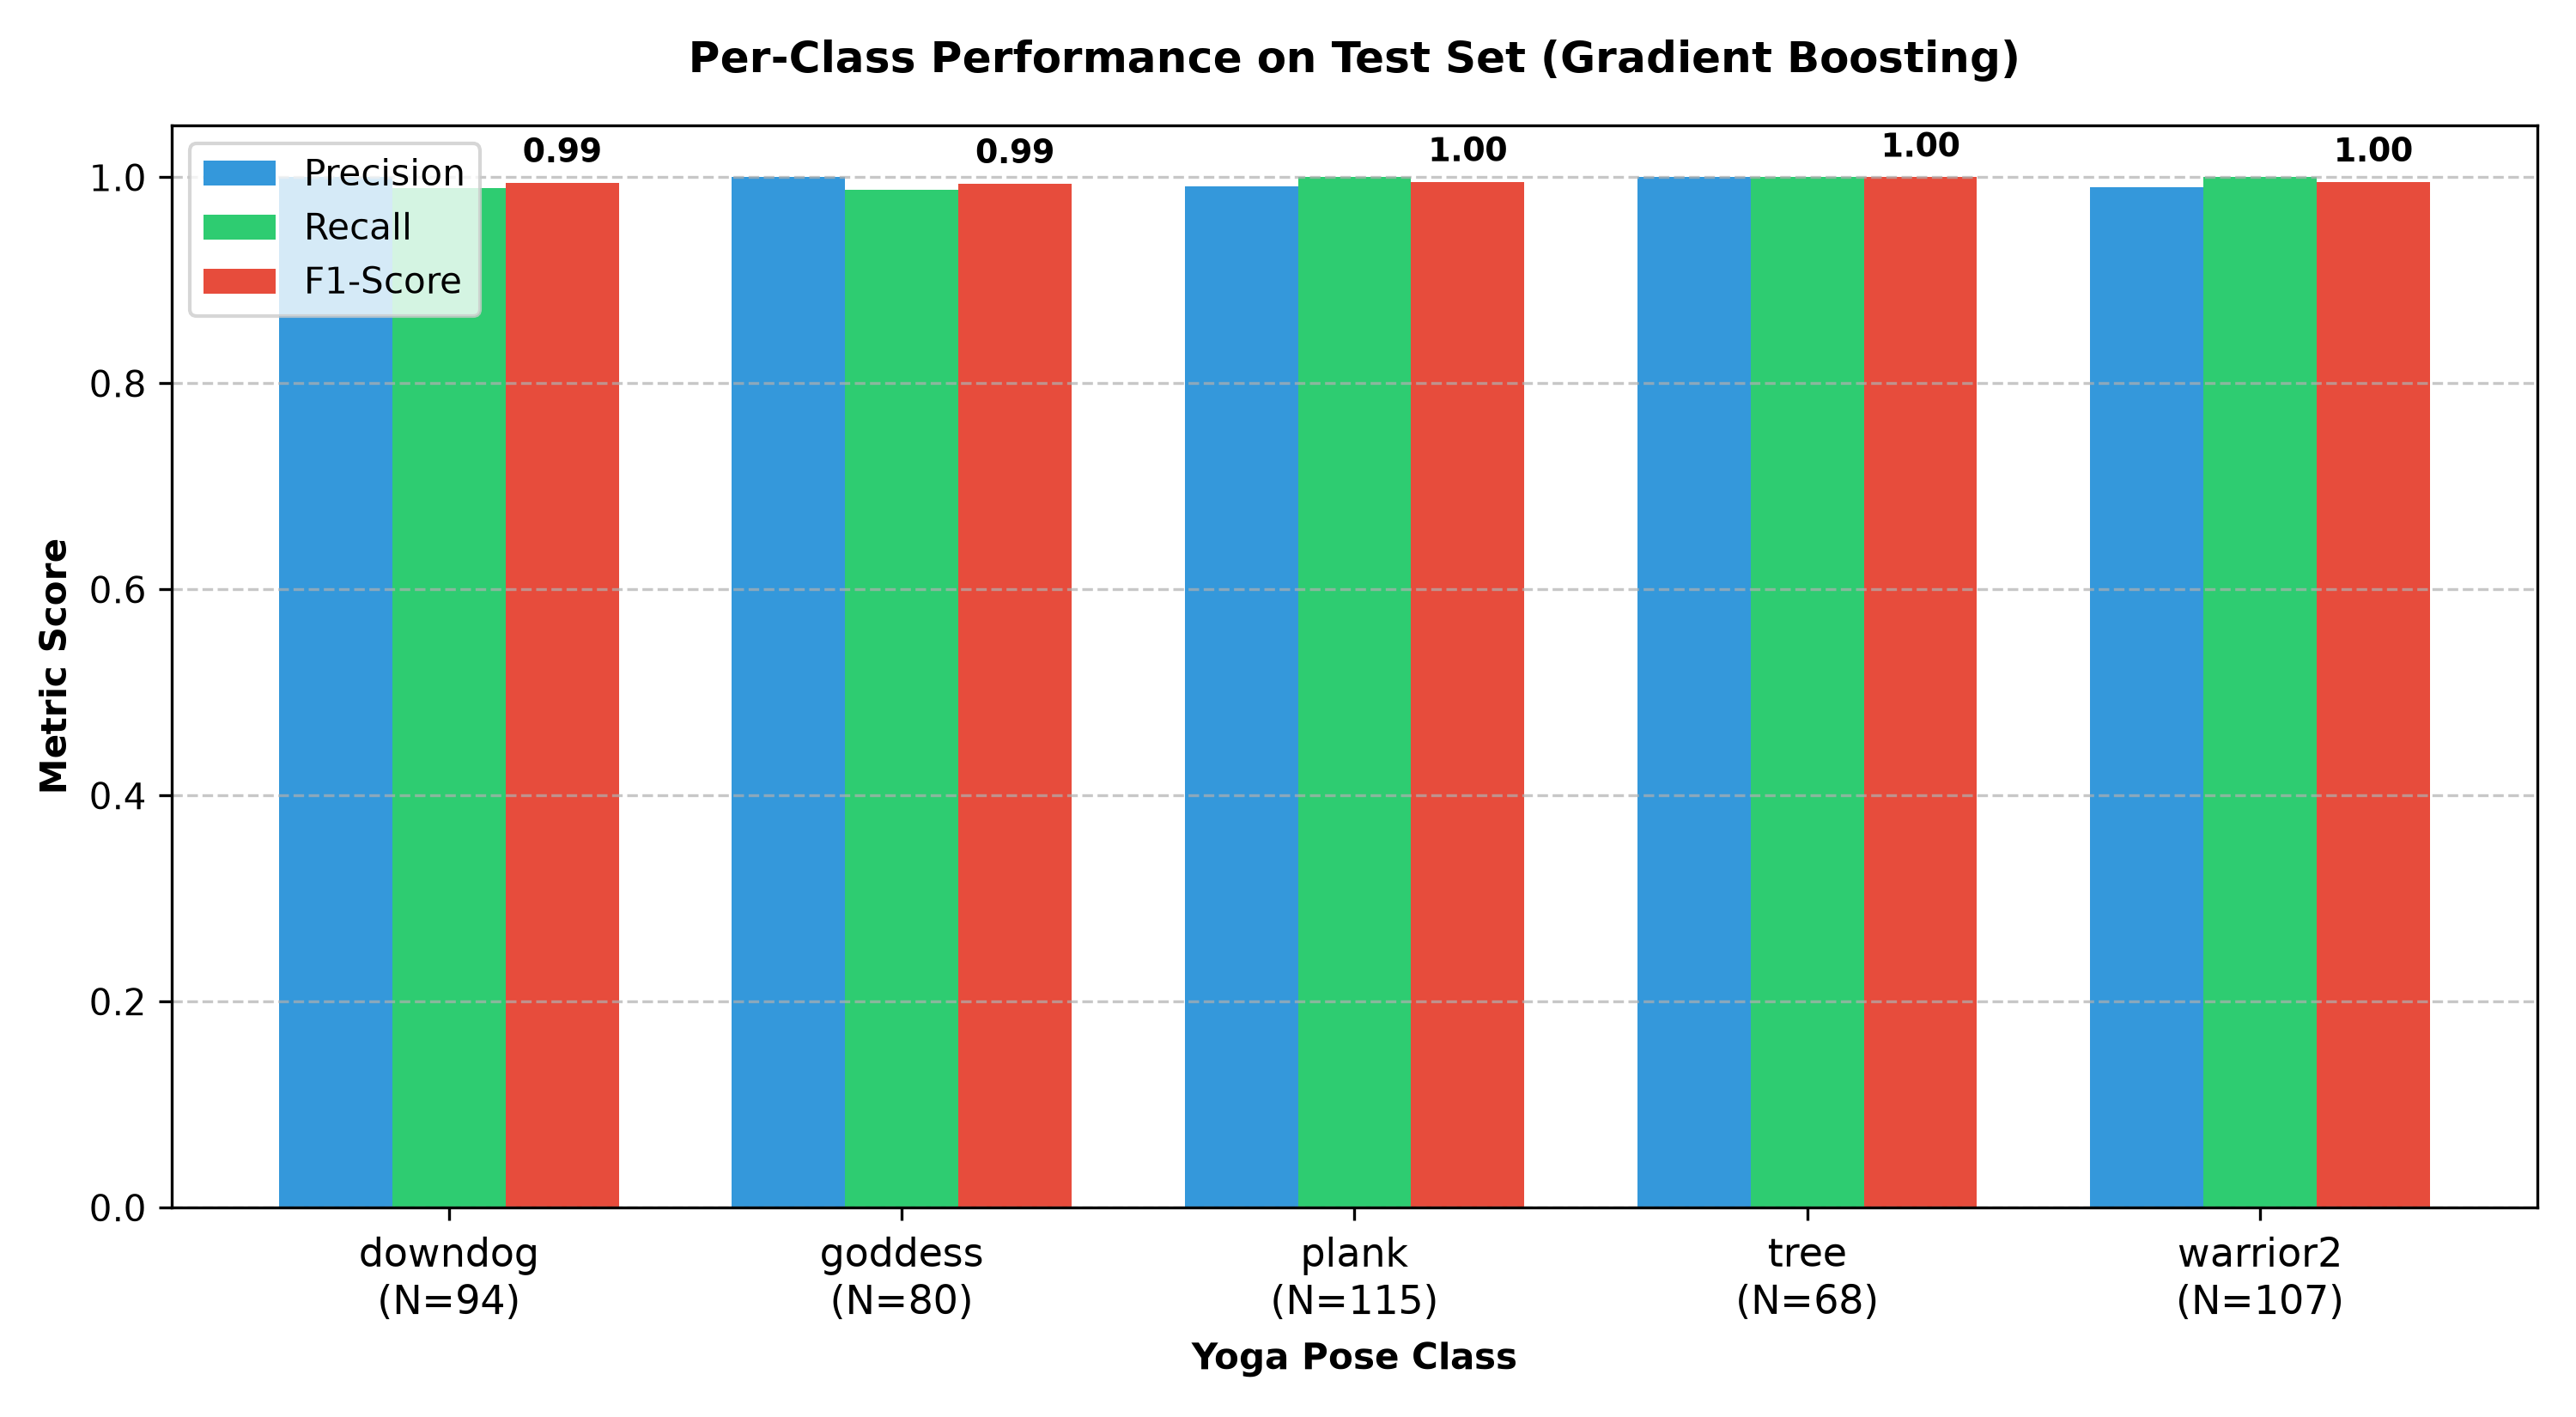 Per-Class Performance on Test Set (Gradient Boosting)
Precision
Recall
F1-Score
0.99
0.99
1.00
1.00
1.00
1.0
0.8
0.6
0.4
0.2
0.0
Metric Score
downdog
(N=94)
goddess
(N=80)
plank
(N=115)
tree
(N=68)
warrior2
(N=107)
Yoga Pose Class